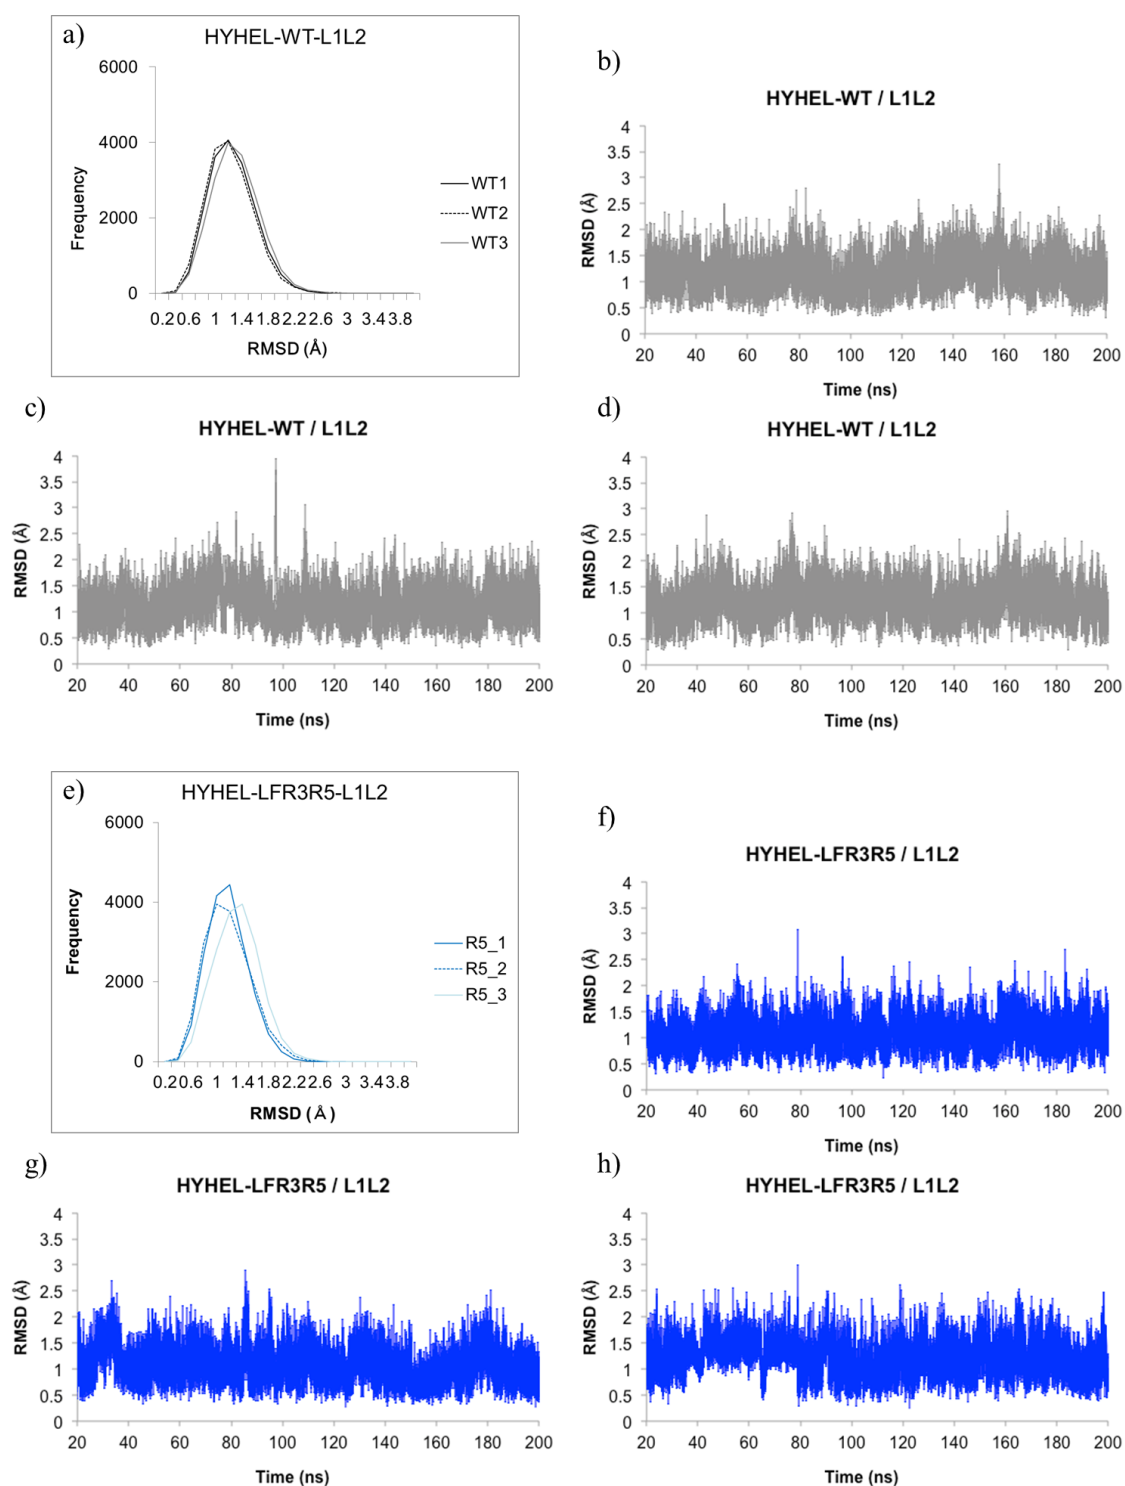 a)
HYHEL-WT-L1L2
6000
4000
2000
0
Frequency
0.2 0.6 1 1.4 1.8 2.2 2.6 3 3.4 3.8
RMSD (Å)
WT1
WT2
WT3
b)
HYHEL-WT / L1L2
4
3.5
3
2.5
2
1.5
1
0.5
0
RMSD (Å)
20 40 60 80 100 120 140 160 180 200
Time (ns)
c)
HYHEL-WT / L1L2
4
3.5
3
2.5
2
1.5
1
0.5
0
RMSD (Å)
20 40 60 80 100 120 140 160 180 200
Time (ns)
d)
HYHEL-WT / L1L2
4
3.5
3
2.5
2
1.5
1
0.5
0
RMSD (Å)
20 40 60 80 100 120 140 160 180 200
Time (ns)
e)
HYHEL-LFR3R5-L1L2
6000
4000
2000
0
Frequency
0.2 0.6 1 1.4 1.8 2.2 2.6 3 3.4 3.8
RMSD (Å)
R5_1
R5_2
R5_3
f)
HYHEL-LFR3R5 / L1L2
4
3.5
3
2.5
2
1.5
1
0.5
0
RMSD (Å)
20 40 60 80 100 120 140 160 180 200
Time (ns)
g)
HYHEL-LFR3R5 / L1L2
4
3.5
3
2.5
2
1.5
1
0.5
0
RMSD (Å)
20 40 60 80 100 120 140 160 180 200
Time (ns)
h)
HYHEL-LFR3R5 / L1L2
4
3.5
3
2.5
2
1.5
1
0.5
0
RMSD (Å)
20 40 60 80 100 120 140 160 180 200
Time (ns)